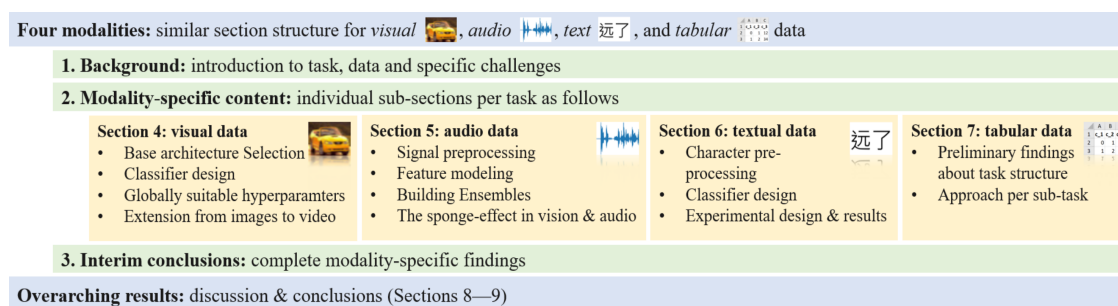 Four modalities: similar section structure for visual , audio , text 远了 , and tabular data
1. Background: introduction to task, data and specific challenges
2. Modality-specific content: individual sub-sections per task as follows
Section 4: visual data
• Base architecture Selection
• Classifier design
• Globally suitable hyperparamters
• Extension from images to video
Section 5: audio data
• Signal preprocessing
• Feature modeling
• Building Ensembles
• The sponge-effect in vision & audio
Section 6: textual data
远了
• Character pre-
processing
• Classifier design
• Experimental design & results
Section 7: tabular data
• Preliminary findings
about task structure
• Approach per sub-task
3. Interim conclusions: complete modality-specific findings
Overarching results: discussion & conclusions (Sections 8—9)